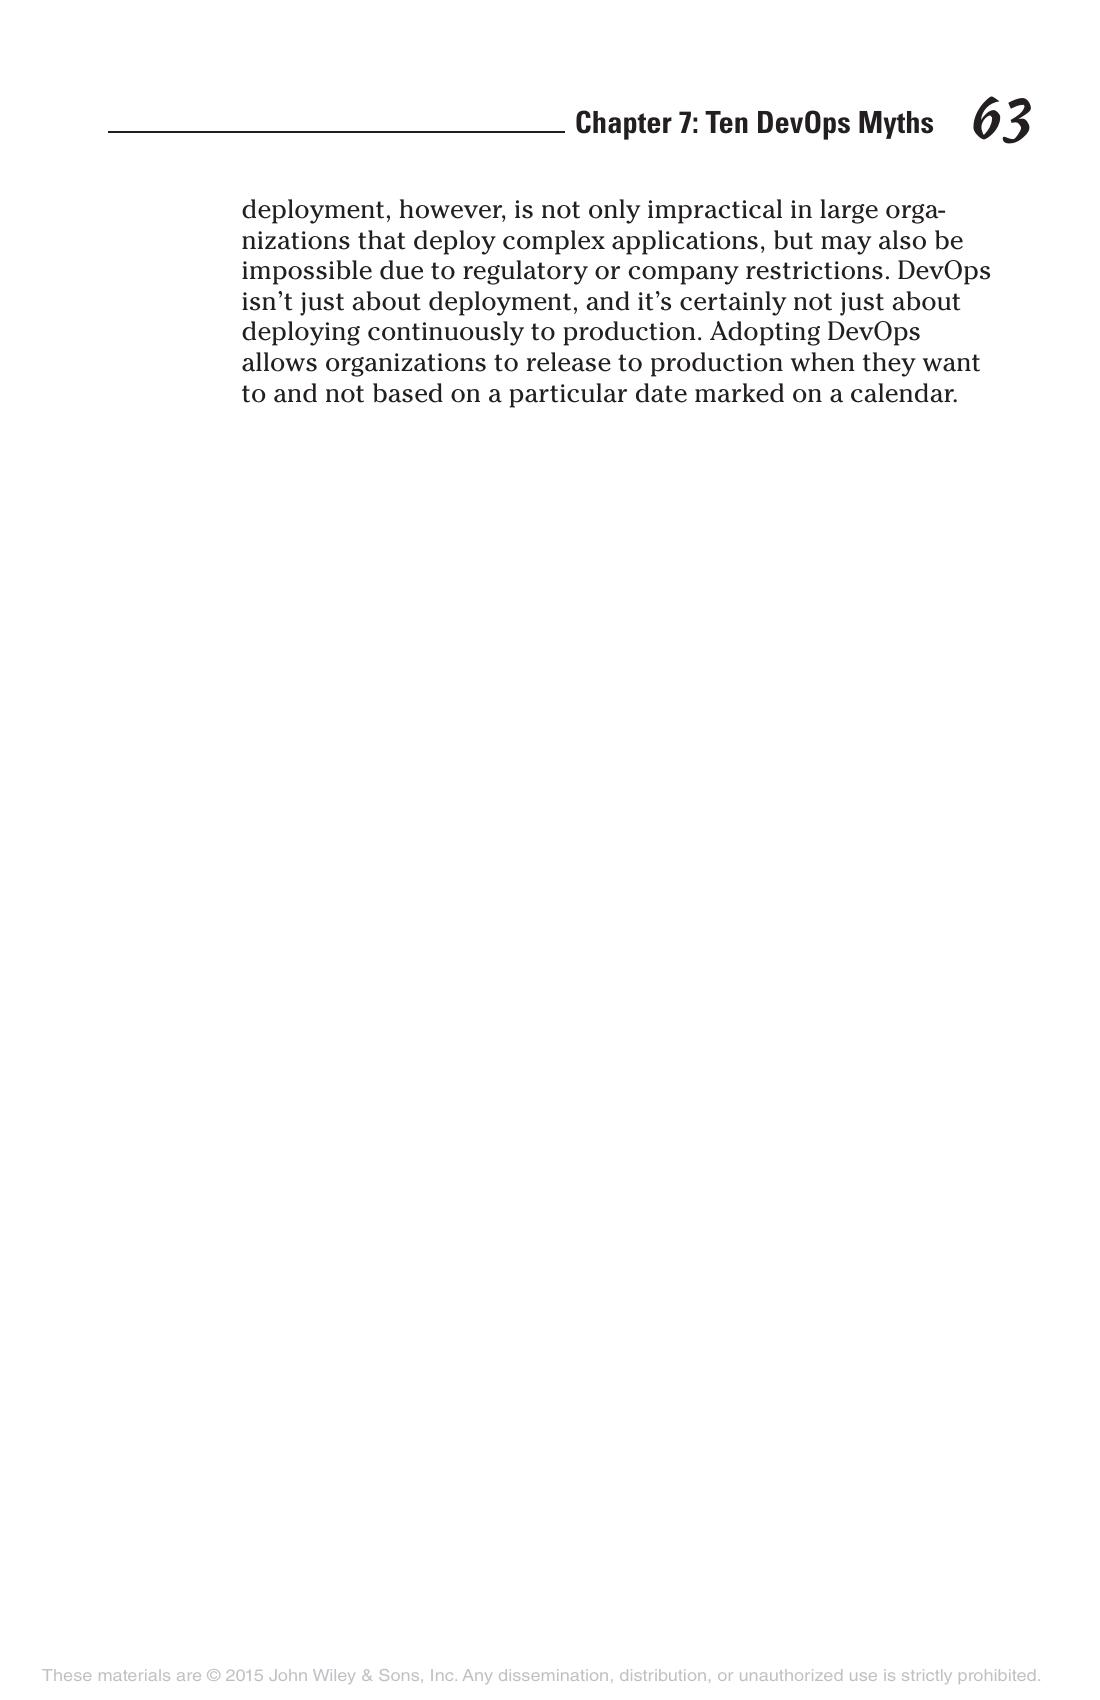 Chapter 7: Ten DevOps Myths 63
deployment, however, is not only impractical in large orga-
nizations that deploy complex applications, but may also be
impossible due to regulatory or company restrictions. DevOps
isn’t just about deployment, and it’s certainly not just about
deploying continuously to production. Adopting DevOps
allows organizations to release to production when they want
to and not based on a particular date marked on a calendar.
These materials are © 2015 John Wiley & Sons, Inc. Any dissemination, distribution, or unauthorized use is strictly prohibited.